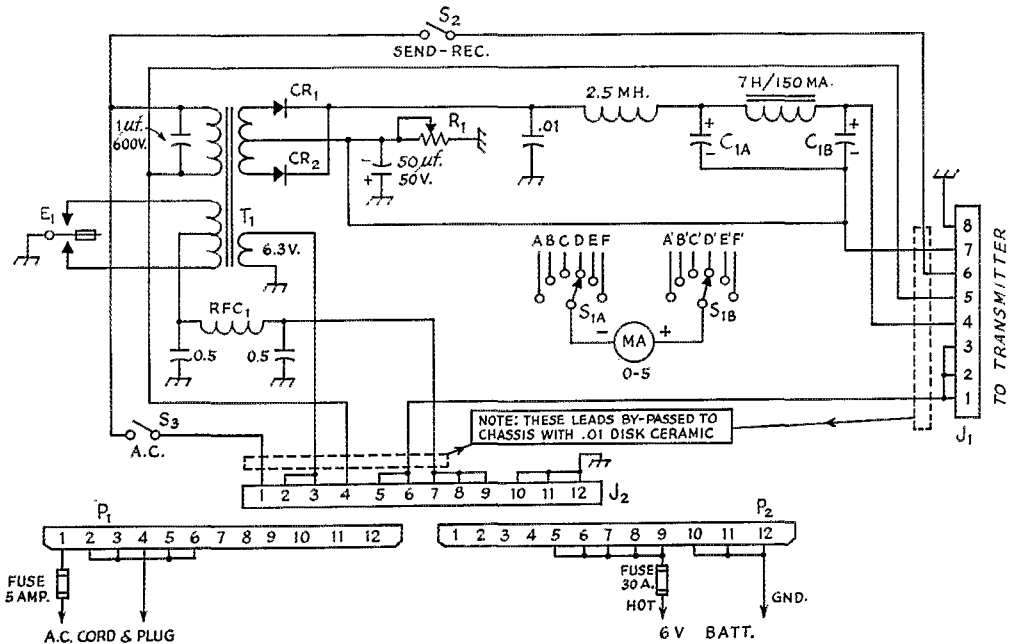 S2
SEND-REC.
CR1
CR2
1µf.
600V.
R1
50µf.
50V.
.01
2.5 MH.
7H/150 MA.
+
C1A
-
+
C1B
-
-
+
E1
T1
6.3V.
RFC1
0.5
0.5
A B C D E F
A' B' C' D' E' F'
S1A
S1B
-
MA
+
0-5
8
7
6
5
4
3
2
1
J1
TO TRANSMITTER
S3
A.C.
NOTE: THESE LEADS BY-PASSED TO
CHASSIS WITH .01 DISK CERAMIC
1 2 3 4 5 6 7 8 9 10 11 12
J2
P1
1 2 3 4 5 6 7 8 9 10 11 12
FUSE
5 AMP.
A.C. CORD & PLUG
P2
1 2 3 4 5 6 7 8 9 10 11 12
FUSE
30A.
HOT
GND.
6 V BATT.